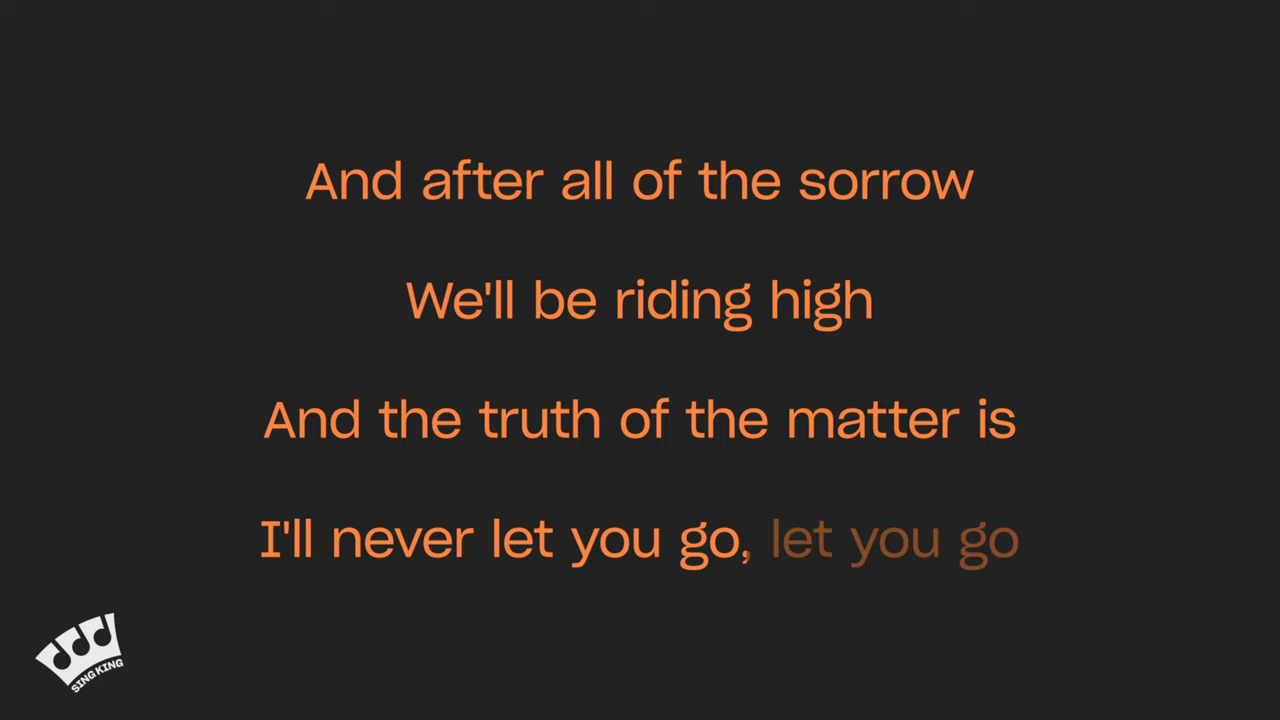 And after all of the sorrow
We'll be riding high
And the truth of the matter is
I'll never let you go, let you go
SING KING